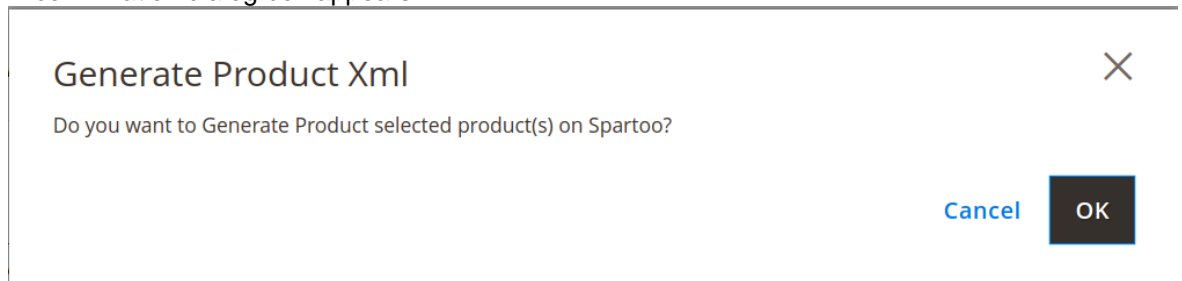 Generate Product Xml
Do you want to Generate Product selected product(s) on Spartoo?
Cancel OK